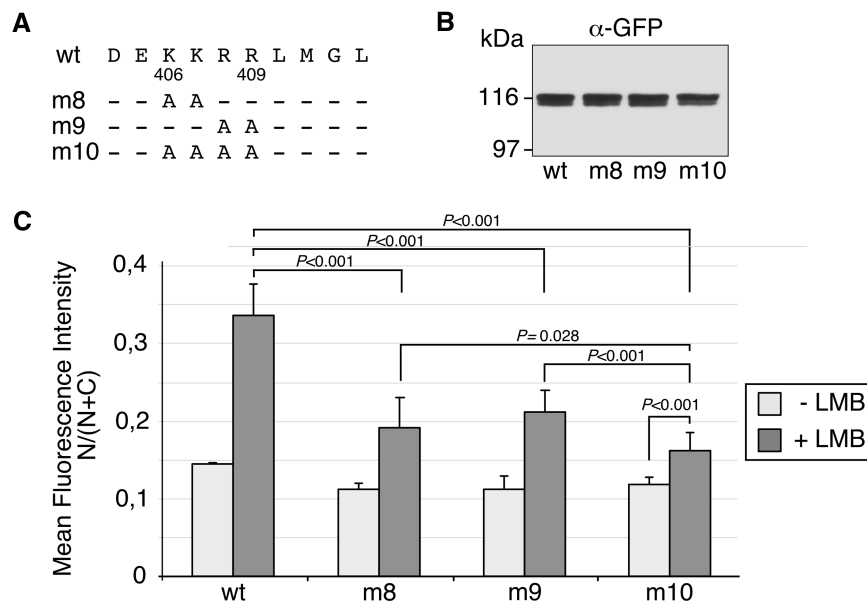 A
wt D E K K R R L M G L
406 409
m8 – – A A – – – – – –
m9 – – – – A A – – – –
m10 – – A A A A – – – –
B
α-GFP
kDa
116
97
wt m8 m9 m10
C
P<0.001
P<0.001
P<0.001
P= 0.028
P<0.001
P<0.001
Mean Fluorescence Intensity
N/(N+C)
0,4
0,3
0,2
0,1
0
wt m8 m9 m10
- LMB
+ LMB